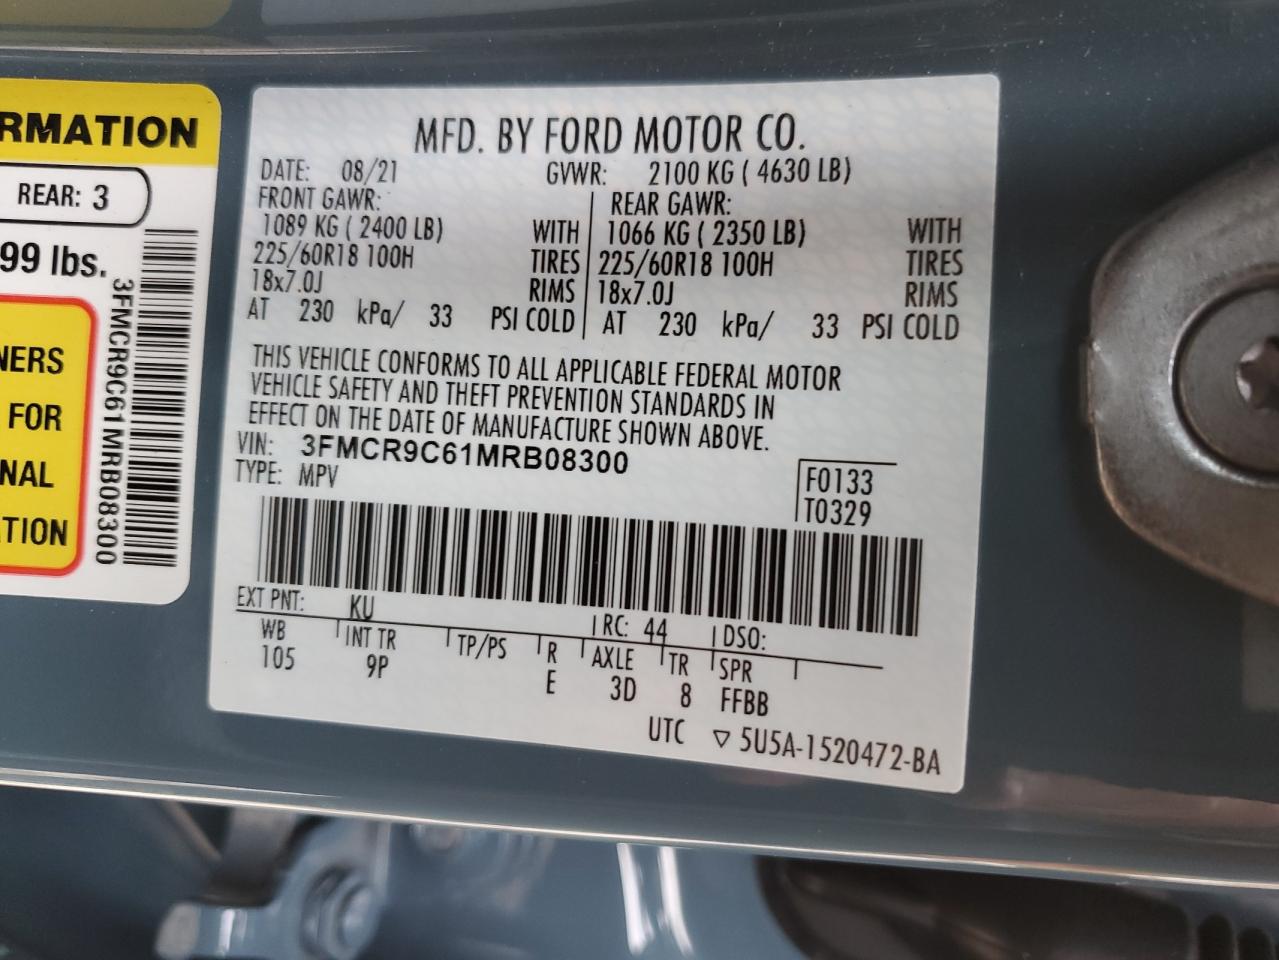 RMATION
REAR: 3
99 lbs.
NERS
FOR
NAL
TION
3FMCR9C61MRB08300
MFD. BY FORD MOTOR CO.
DATE: 08/21 GVWR: 2100 KG ( 4630 LB)
FRONT GAWR: REAR GAWR:
1089 KG ( 2400 LB) WITH 1066 KG ( 2350 LB) WITH
225/60R18 100H TIRES 225/60R18 100H TIRES
18x7.0J RIMS 18x7.0J RIMS
AT 230 kPa/ 33 PSI COLD AT 230 kPa/ 33 PSI COLD
THIS VEHICLE CONFORMS TO ALL APPLICABLE FEDERAL MOTOR
VEHICLE SAFETY AND THEFT PREVENTION STANDARDS IN
EFFECT ON THE DATE OF MANUFACTURE SHOWN ABOVE.
VIN: 3FMCR9C61MRB08300
TYPE: MPV
F0133
T0329
EXT PNT: KU RC: 44 DSO:
WB INT TR TP/PS R AXLE TR SPR
105 9P E 3D 8 FFBB
UTC ▽ 5U5A-1520472-BA